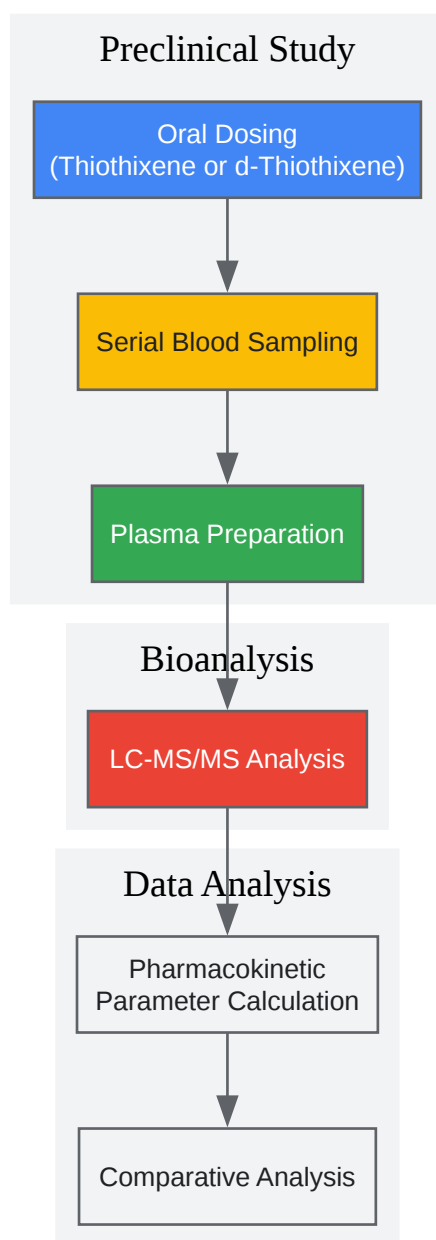 Preclinical Study
Oral Dosing
(Thiothixene or d-Thiothixene)
Serial Blood Sampling
Plasma Preparation
Bioanalysis
LC-MS/MS Analysis
Data Analysis
Pharmacokinetic
Parameter Calculation
Comparative Analysis